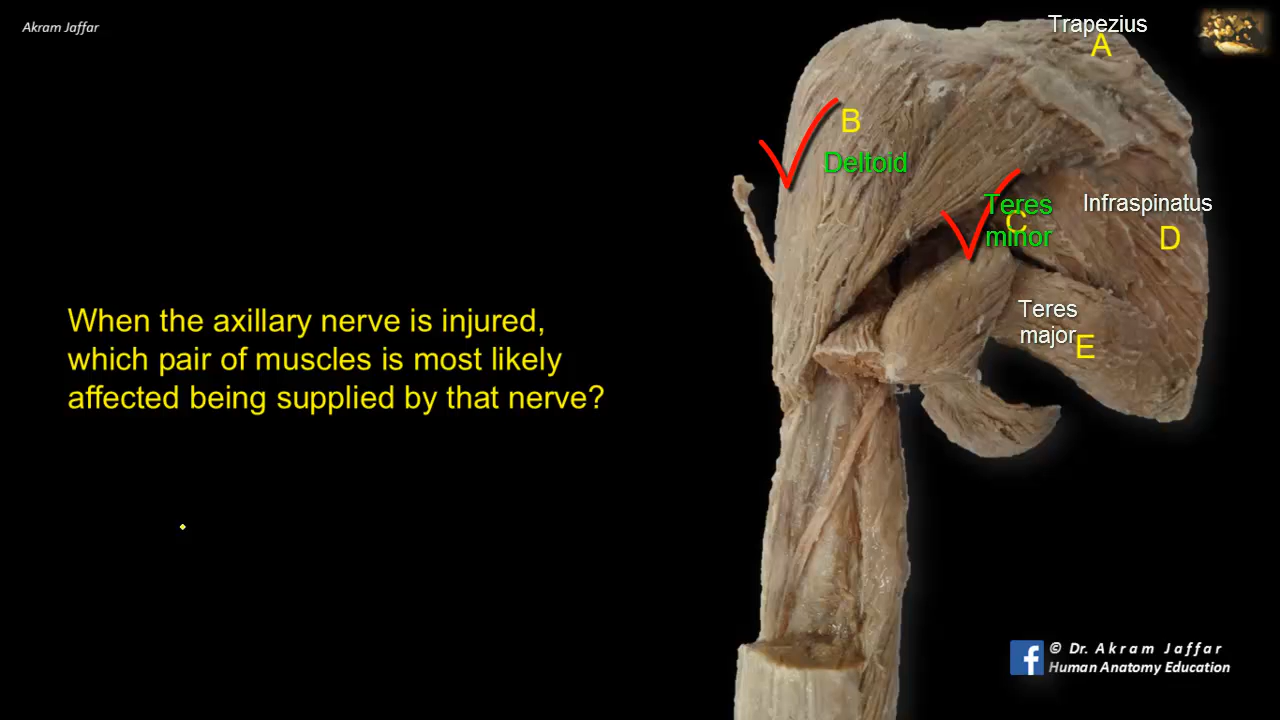 Akram Jaffar
Trapezius
A
B
Deltoid
Teres
minor
C
Infraspinatus
D
Teres
major
E
When the axillary nerve is injured,
which pair of muscles is most likely
affected being supplied by that nerve?
© Dr. Akram Jaffar
Human Anatomy Education